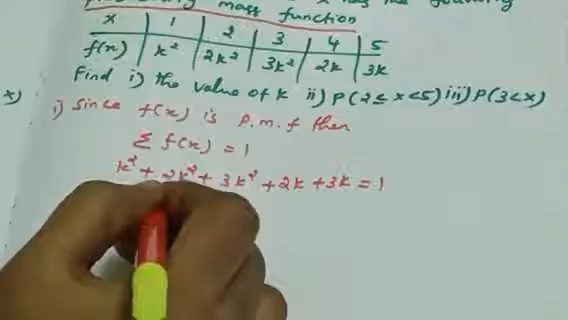 mass function
x 1 2 3 4 5
f(x) k² 2k² 3k² 2k 3k
Find i) the value of k ii) P(2≤x<5) iii) P(3<x)
i) Since f(x) is P.m.f then
Σ f(x) = 1
k² + 2k² + 3k² + 2k + 3k = 1